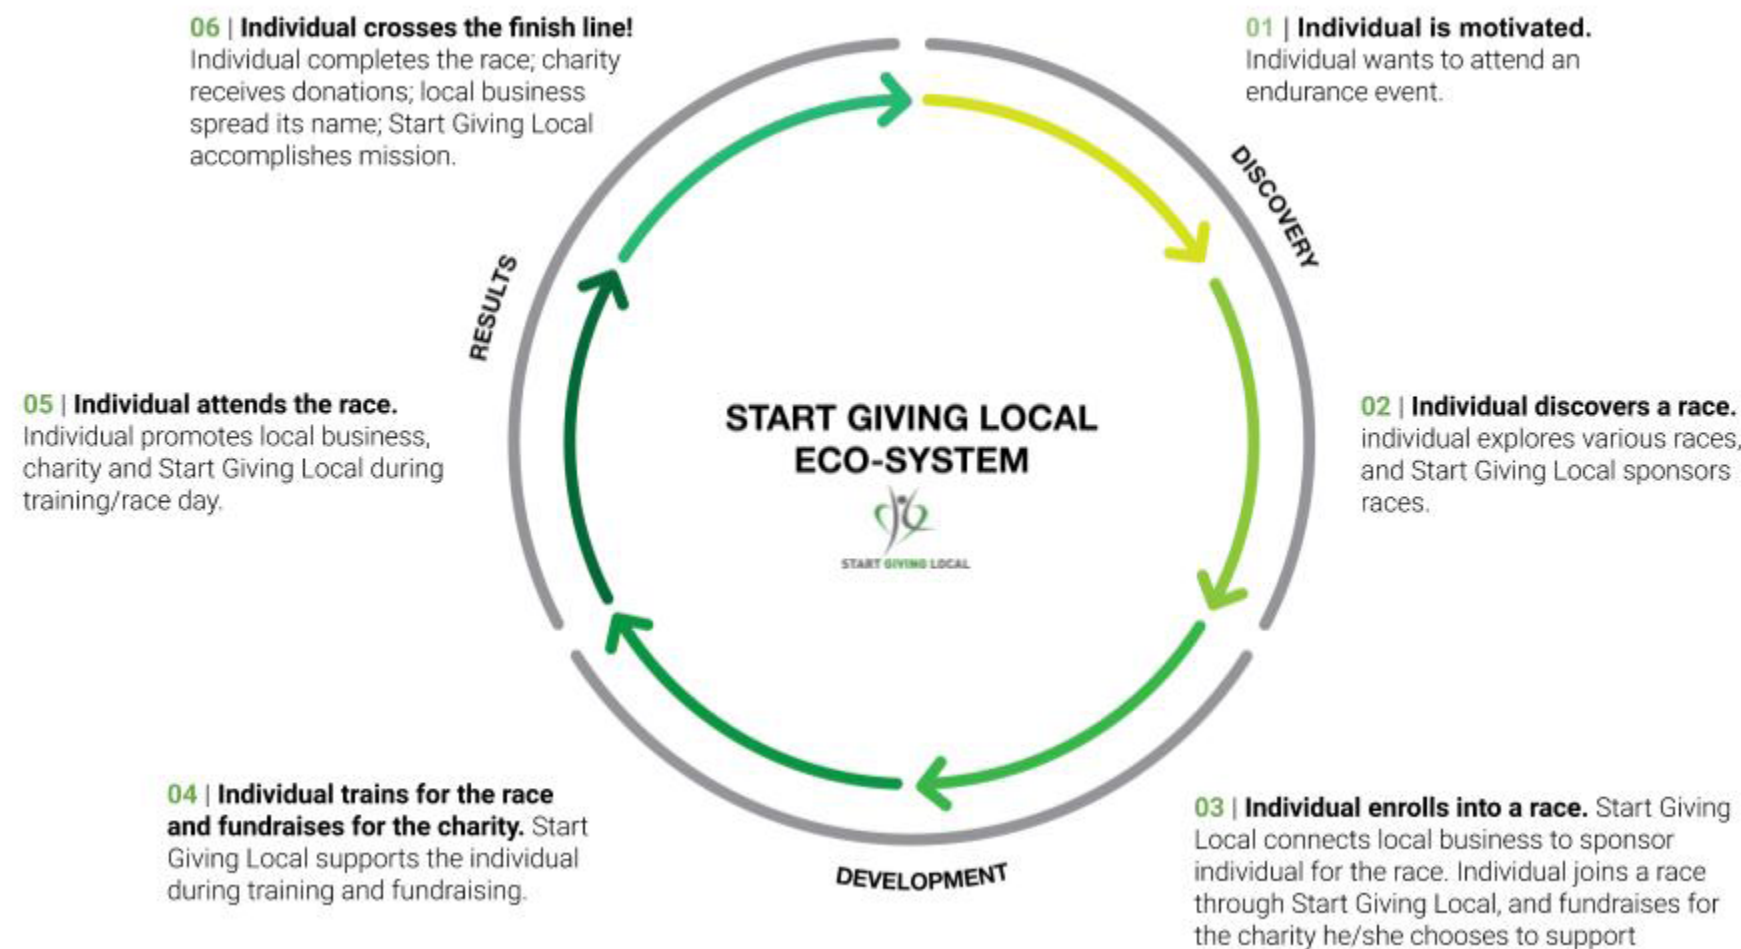 06 | Individual crosses the finish line!
Individual completes the race; charity
receives donations; local business
spread its name; Start Giving Local
accomplishes mission.
01 | Individual is motivated.
Individual wants to attend an
endurance event.
DISCOVERY
RESULTS
05 | Individual attends the race.
Individual promotes local business,
charity and Start Giving Local during
training/race day.
START GIVING LOCAL
ECO-SYSTEM
START GIVING LOCAL
02 | Individual discovers a race.
individual explores various races,
and Start Giving Local sponsors
races.
04 | Individual trains for the race
and fundraises for the charity. Start
Giving Local supports the individual
during training and fundraising.
DEVELOPMENT
03 | Individual enrolls into a race. Start Giving
Local connects local business to sponsor
individual for the race. Individual joins a race
through Start Giving Local, and fundraises for
the charity he/she chooses to support